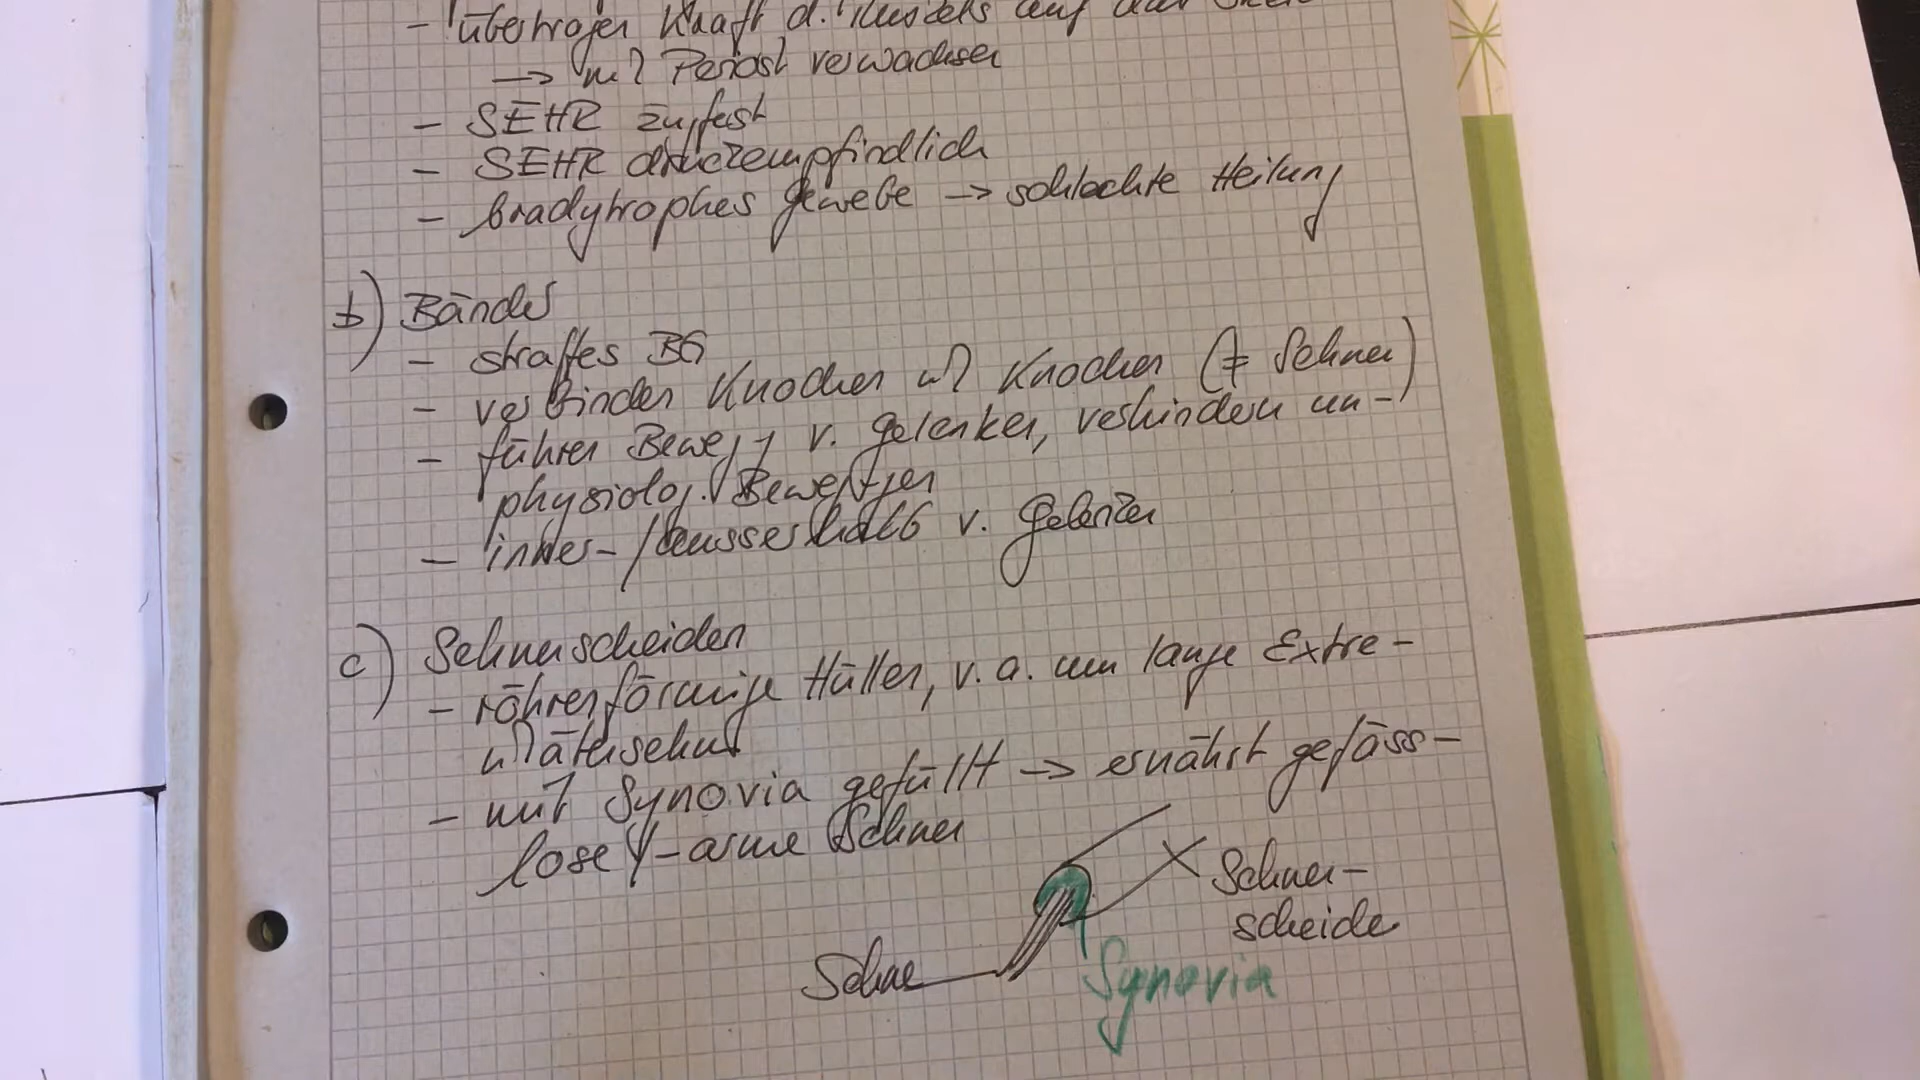 - übertragen Kraft d. Muskels auf das
→ m? Periost verwachsen
- SEHR zugfest
- SEHR druckempfindlich
- bradytrophes Gewebe → schlechte Heilung
b) Bänder
- straffes BG
- verbinden Knochen Knochen (≠ Sehnen)
- führen v. Gelenken, verhindern un-
physiolog. Bewegungen
- inner-/ausserhalb v. Gelenken
c) Sehnenscheiden
- röhrenförmige Hüllen, v. a. um lange Extre-
mitätensehnen
- mit Synovia gefüllt → ernährt gefäss-
lose/-arme Sehnen
Sehnen-
scheide
Sehne
Synovia